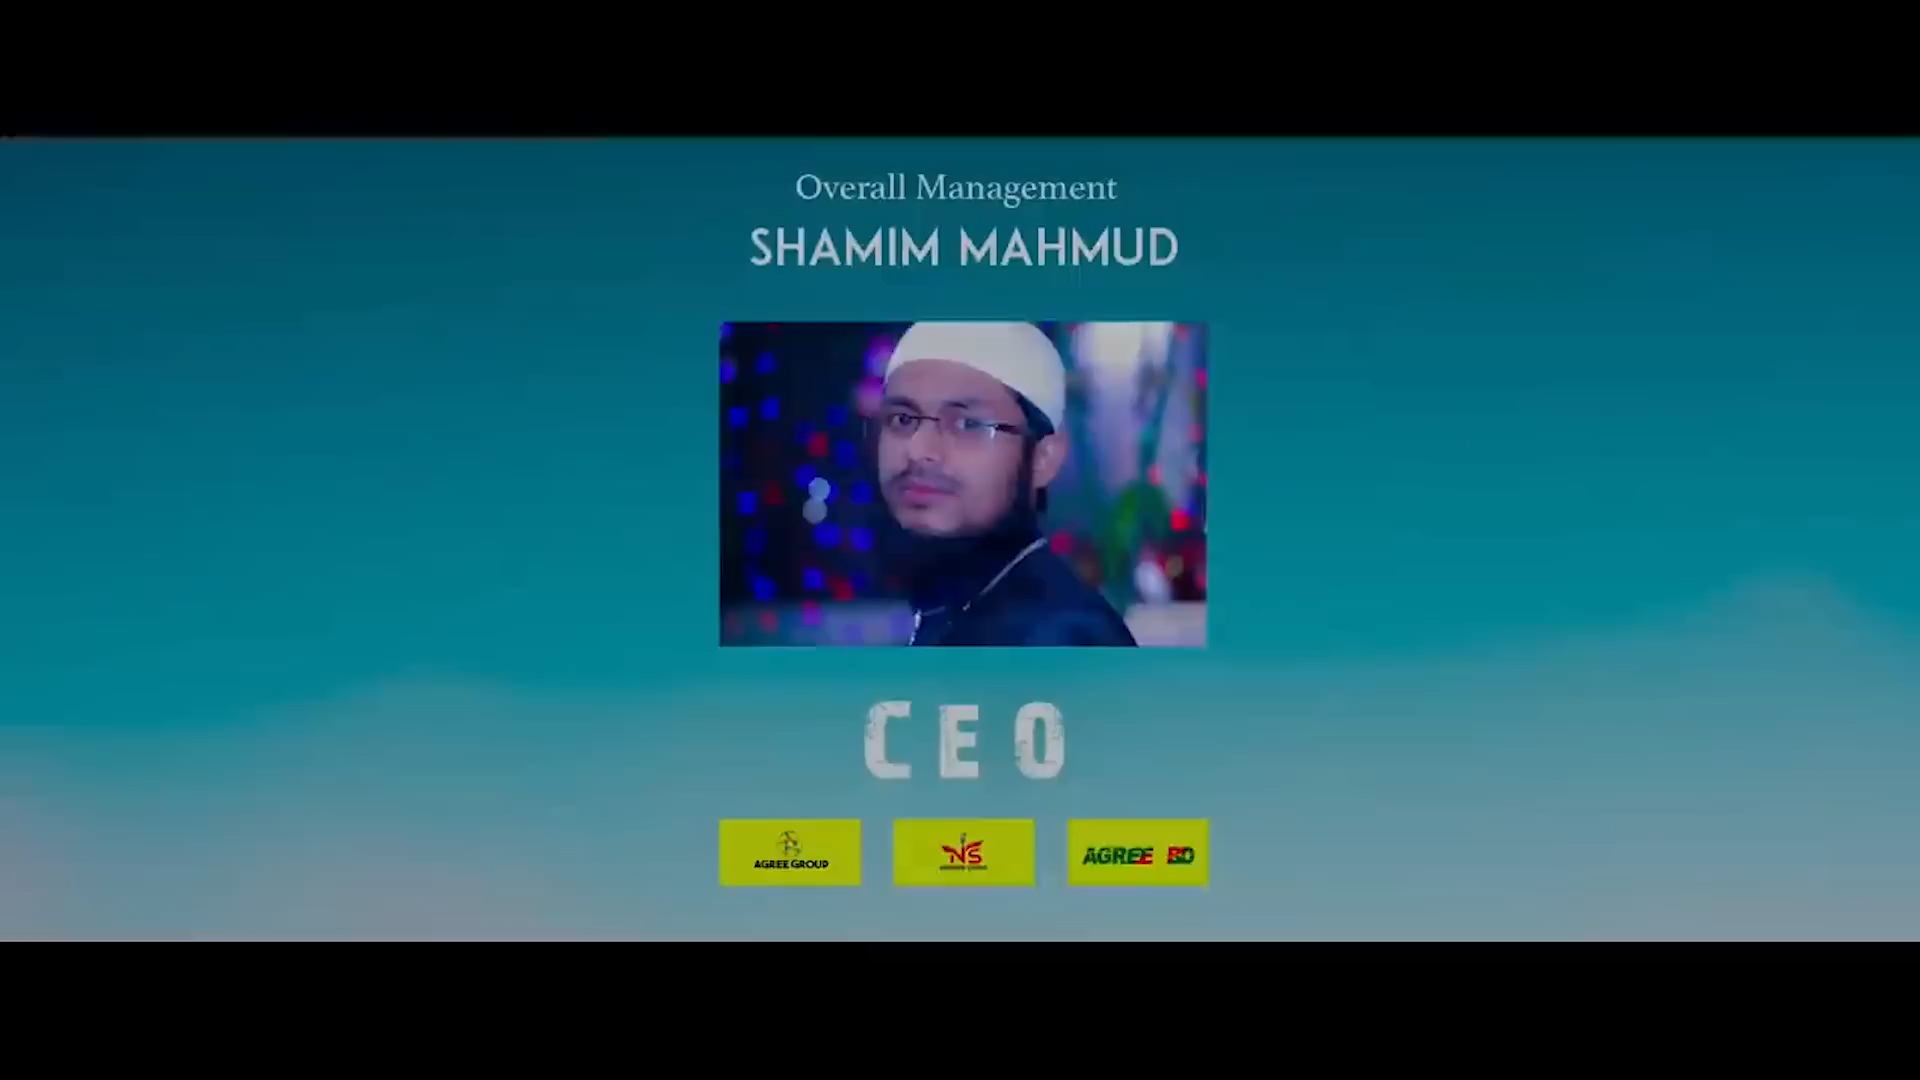 Overall Management
SHAMIM MAHMUD
CEO
AGREE GROUP
NS
AGREE BD